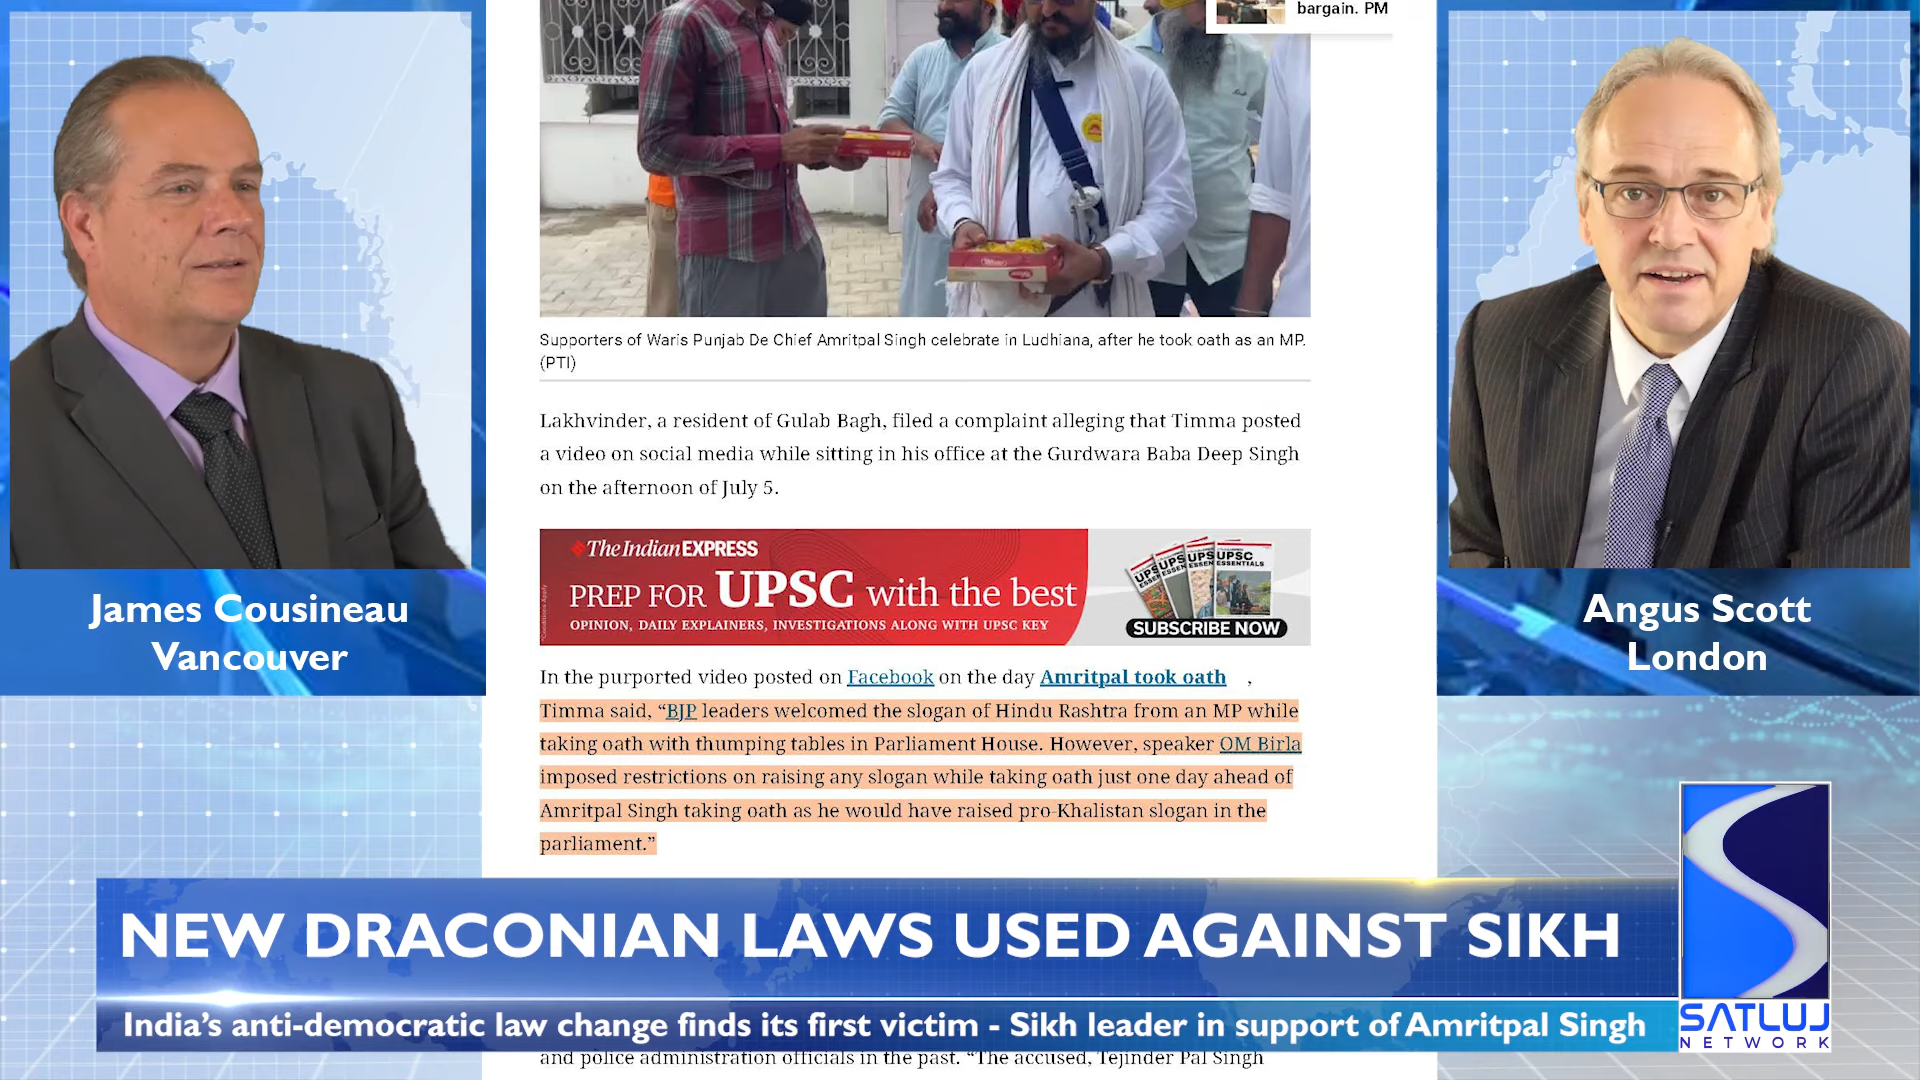 bargain. PM
Supporters of Waris Punjab De Chief Amritpal Singh celebrate in Ludhiana, after he took oath as an MP.
(PTI)
Lakhvinder, a resident of Gulab Bagh, filed a complaint alleging that Timma posted
a video on social media while sitting in his office at the Gurdwara Baba Deep Singh
on the afternoon of July 5.
The Indian EXPRESS
PREP FOR UPSC with the best
OPINION, DAILY EXPLAINERS, INVESTIGATIONS ALONG WITH UPSC KEY
UPSC
ESSENTIALS
SUBSCRIBE NOW
James Cousineau
Vancouver
Angus Scott
London
In the purported video posted on Facebook on the day Amritpal took oath ,
Timma said, “BJP leaders welcomed the slogan of Hindu Rashtra from an MP while
taking oath with thumping tables in Parliament House. However, speaker OM Birla
imposed restrictions on raising any slogan while taking oath just one day ahead of
Amritpal Singh taking oath as he would have raised pro-Khalistan slogan in the
parliament.”
NEW DRACONIAN LAWS USED AGAINST SIKH
India’s anti-democratic law change finds its first victim - Sikh leader in support of Amritpal Singh
SATLUJ
NETWORK
and police administration officials in the past. “The accused, Tejinder Pal Singh